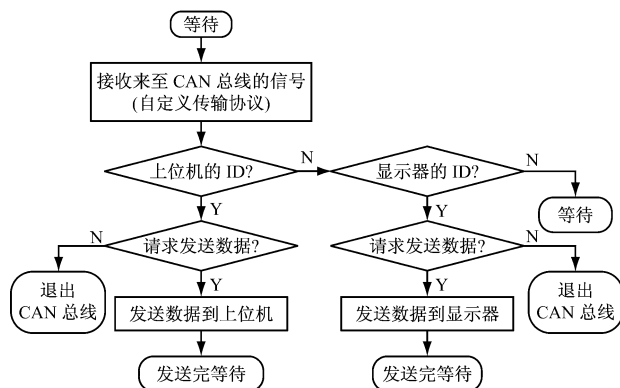 等待
接收来至 CAN 总线的信号
(自定义传输协议)
上位机的 ID?
N
显示器的 ID?
N
Y
Y
等待
N
请求发送数据?
请求发送数据?
N
退出
CAN 总线
Y
Y
退出
CAN 总线
发送数据到上位机
发送数据到显示器
发送完等待
发送完等待